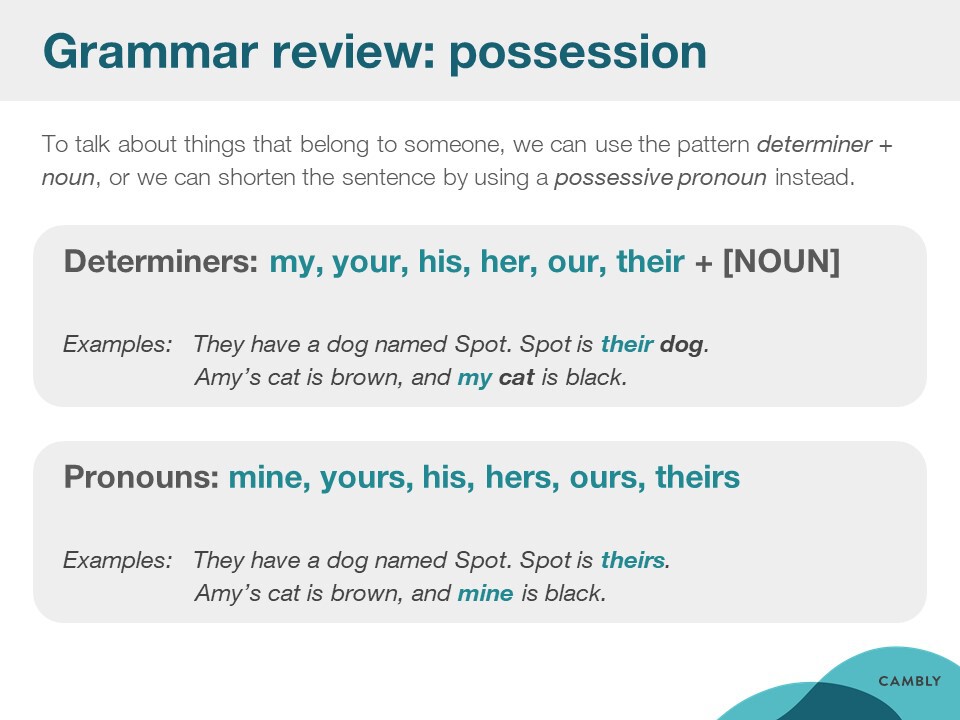 Grammar review: possession
To talk about things that belong to someone, we can use the pattern determiner +
noun, or we can shorten the sentence by using a possessive pronoun instead.
Determiners: my, your, his, her, our, their + [NOUN]
Examples: They have a dog named Spot. Spot is their dog.
Amy's cat is brown, and my cat is black.
Pronouns: mine, yours, his, hers, ours, theirs
Examples: They have a dog named Spot. Spot is theirs.
Amy's cat is brown, and mine is black.
CAMBLY